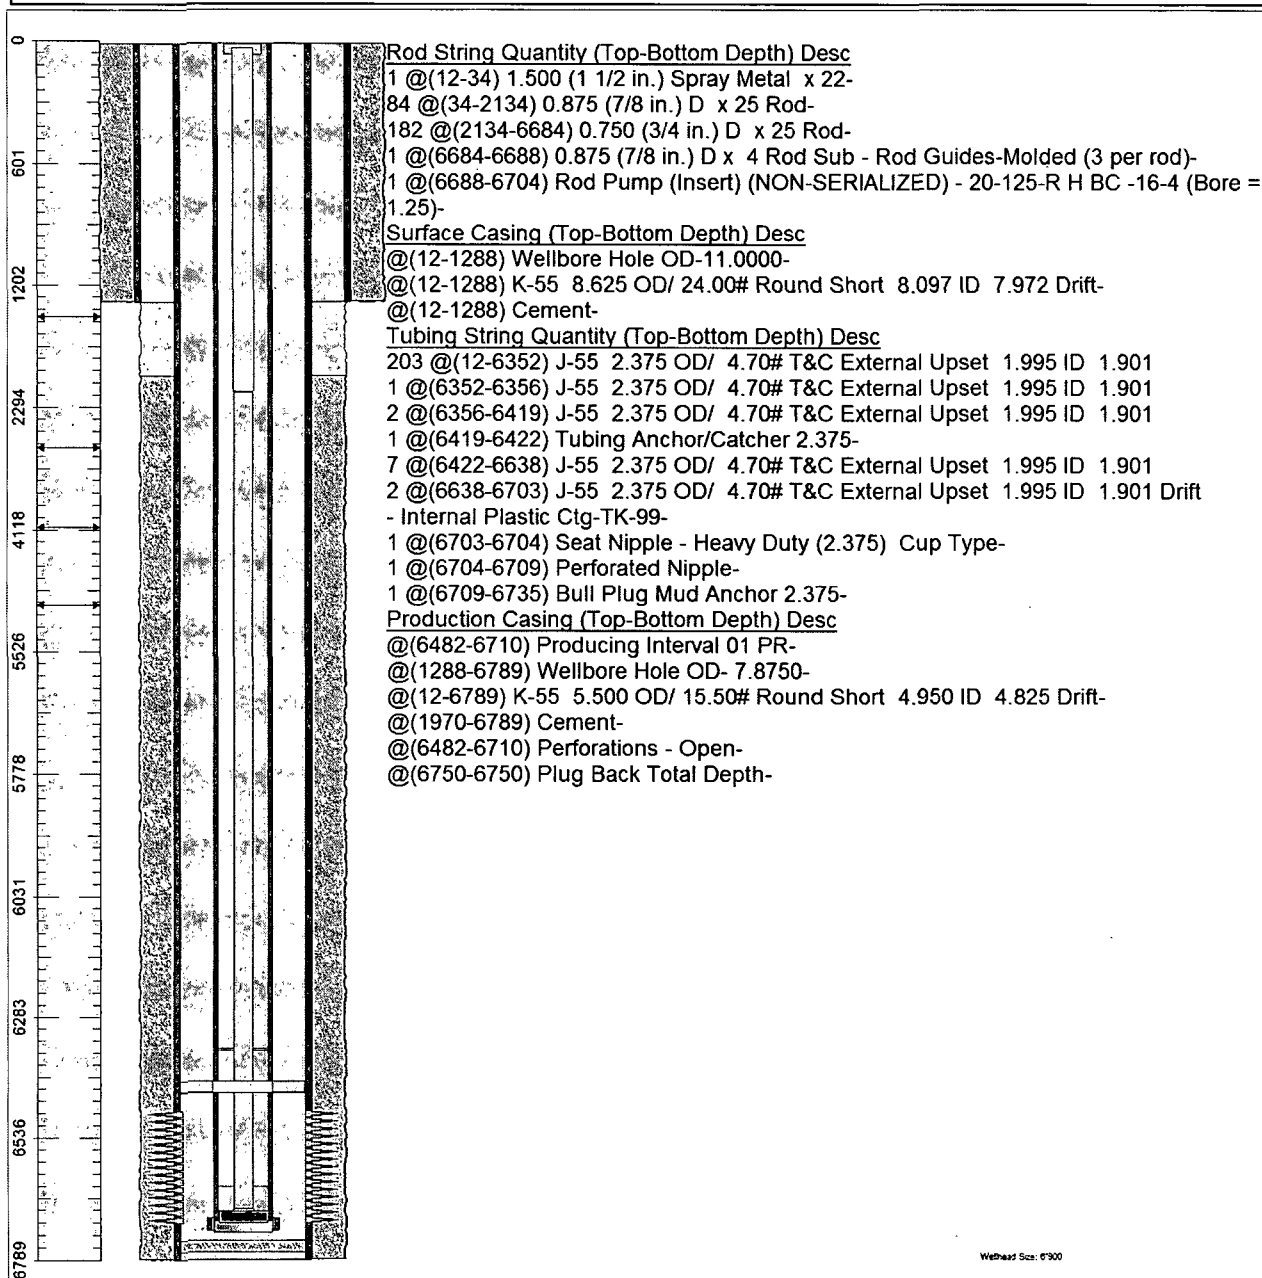 0
601
1202
2294
4118
5526
5778
6031
6283
6536
6789
Rod String Quantity (Top-Bottom Depth) Desc
1 @(12-34) 1.500 (1 1/2 in.) Spray Metal x 22-
84 @(34-2134) 0.875 (7/8 in.) D x 25 Rod-
182 @(2134-6684) 0.750 (3/4 in.) D x 25 Rod-
1 @(6684-6688) 0.875 (7/8 in.) D x 4 Rod Sub - Rod Guides-Molded (3 per rod)-
1 @(6688-6704) Rod Pump (Insert) (NON-SERIALIZED) - 20-125-R H BC -16-4 (Bore =
1.25)-
Surface Casing (Top-Bottom Depth) Desc
@(12-1288) Wellbore Hole OD-11.0000-
@(12-1288) K-55 8.625 OD/ 24.00# Round Short 8.097 ID 7.972 Drift-
@(12-1288) Cement-
Tubing String Quantity (Top-Bottom Depth) Desc
203 @(12-6352) J-55 2.375 OD/ 4.70# T&C External Upset 1.995 ID 1.901
1 @(6352-6356) J-55 2.375 OD/ 4.70# T&C External Upset 1.995 ID 1.901
2 @(6356-6419) J-55 2.375 OD/ 4.70# T&C External Upset 1.995 ID 1.901
1 @(6419-6422) Tubing Anchor/Catcher 2.375-
7 @(6422-6638) J-55 2.375 OD/ 4.70# T&C External Upset 1.995 ID 1.901
2 @(6638-6703) J-55 2.375 OD/ 4.70# T&C External Upset 1.995 ID 1.901 Drift
- Internal Plastic Ctg-TK-99-
1 @(6703-6704) Seat Nipple - Heavy Duty (2.375) Cup Type-
1 @(6704-6709) Perforated Nipple-
1 @(6709-6735) Bull Plug Mud Anchor 2.375-
Production Casing (Top-Bottom Depth) Desc
@(6482-6710) Producing Interval 01 PR-
@(1288-6789) Wellbore Hole OD- 7.8750-
@(12-6789) K-55 5.500 OD/ 15.50# Round Short 4.950 ID 4.825 Drift-
@(1970-6789) Cement-
@(6482-6710) Perforations - Open-
@(6750-6750) Plug Back Total Depth-
Wellhead Size: